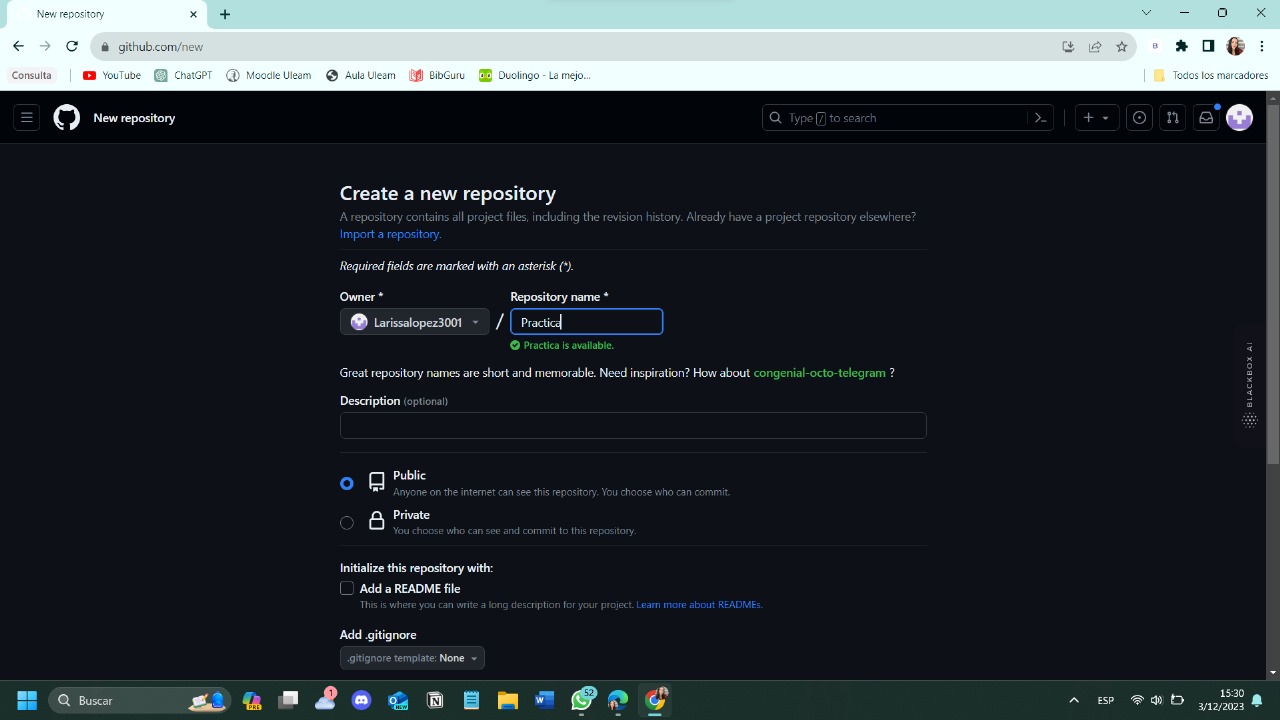 New repository
github.com/new
Consulta
YouTube
ChatGPT
Moodle Uleam
Aula Uleam
BibGuru
Duolingo - La mejo...
Todos los marcadores
New repository
Type / to search
Create a new repository
A repository contains all project files, including the revision history. Already have a project repository elsewhere?
Import a repository.
Required fields are marked with an asterisk (*).
Owner *
Repository name *
Larissalopez3001 / Practica
Practica is available.
Great repository names are short and memorable. Need inspiration? How about congenial-octo-telegram ?
Description (optional)
Public
Anyone on the internet can see this repository. You choose who can commit.
Private
You choose who can see and commit to this repository.
Initialize this repository with:
Add a README file
This is where you can write a long description for your project. Learn more about READMEs.
Add .gitignore
.gitignore template: None
BLACKBOX AI
Buscar
PRE
1
52
ESP
15:30
3/12/2023